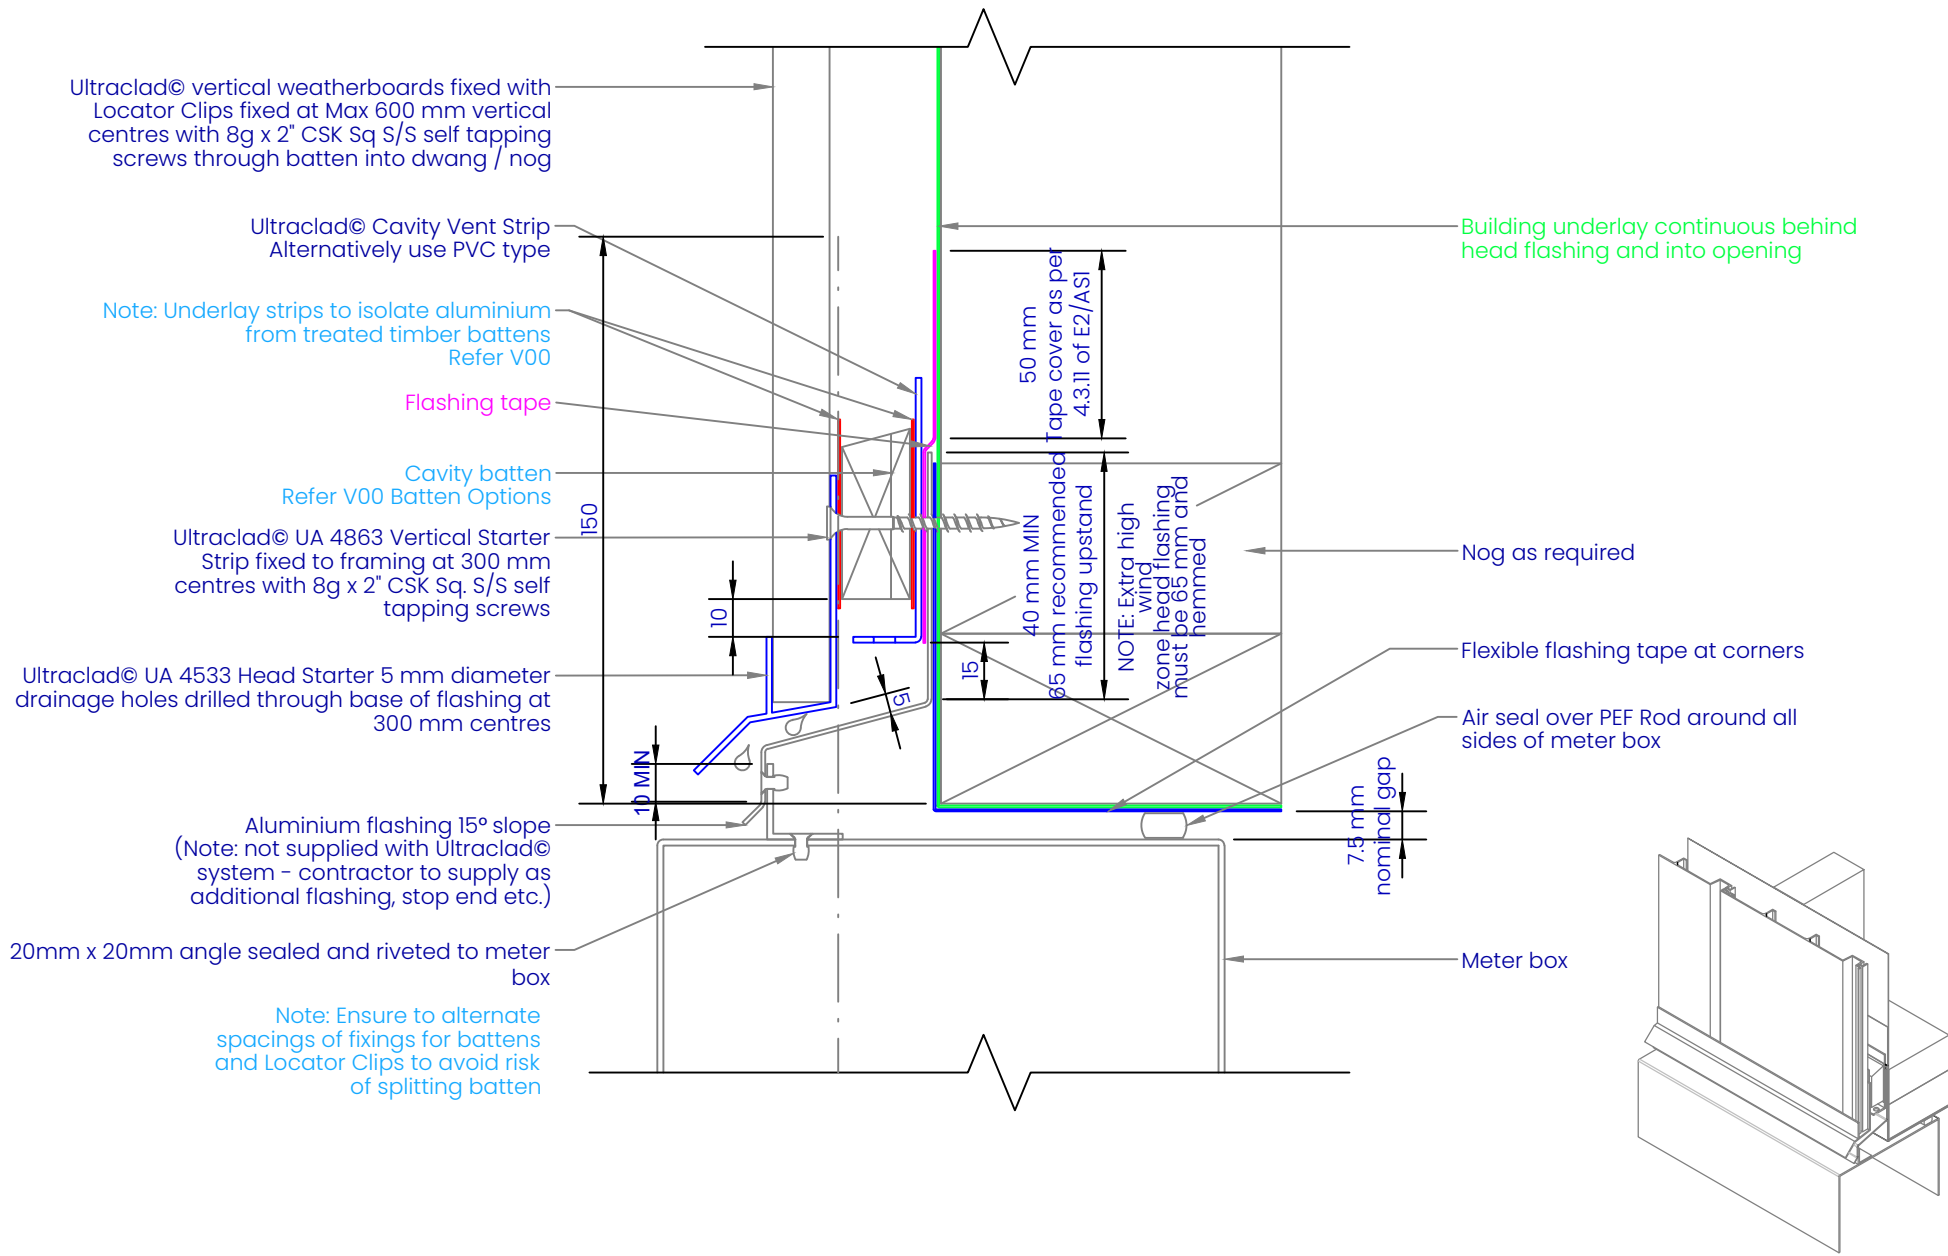 Ultraclad© vertical weatherboards fixed with
Locator Clips fixed at Max 600 mm vertical
centres with 8g x 2" CSK Sq S/S self tapping
screws through batten into dwang / nog
Ultraclad© Cavity Vent Strip
Alternatively use PVC type
Note: Underlay strips to isolate aluminium
from treated timber battens
Refer V00
Flashing tape
Cavity batten
Refer V00 Batten Options
Ultraclad© UA 4863 Vertical Starter
Strip fixed to framing at 300 mm
centres with 8g x 2" CSK Sq. S/S self
tapping screws
Ultraclad© UA 4533 Head Starter 5 mm diameter
drainage holes drilled through base of flashing at
300 mm centres
Aluminium flashing 15° slope
(Note: not supplied with Ultraclad©
system - contractor to supply as
additional flashing, stop end etc.)
20mm x 20mm angle sealed and riveted to meter
box
Note: Ensure to alternate
spacings of fixings for battens
and Locator Clips to avoid risk
of splitting batten
150
10
10 MIN
5
15
50 mm
Tape cover as per
4.3.11 of E2/AS1
40 mm MIN
65 mm recommended
flashing upstand
NOTE: Extra high
wind
zone head flashing
must be 65 mm and
hemmed
7.5 mm
nominal gap
Building underlay continuous behind
head flashing and into opening
Nog as required
Flexible flashing tape at corners
Air seal over PEF Rod around all
sides of meter box
Meter box